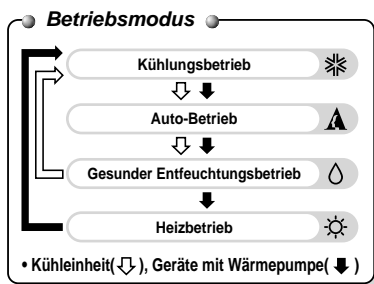 Betriebsmodus
Kühlungsbetrieb
Auto-Betrieb
Gesunder Entfeuchtungsbetrieb
Heizbetrieb
• Kühleinheit( ), Geräte mit Wärmepumpe( )